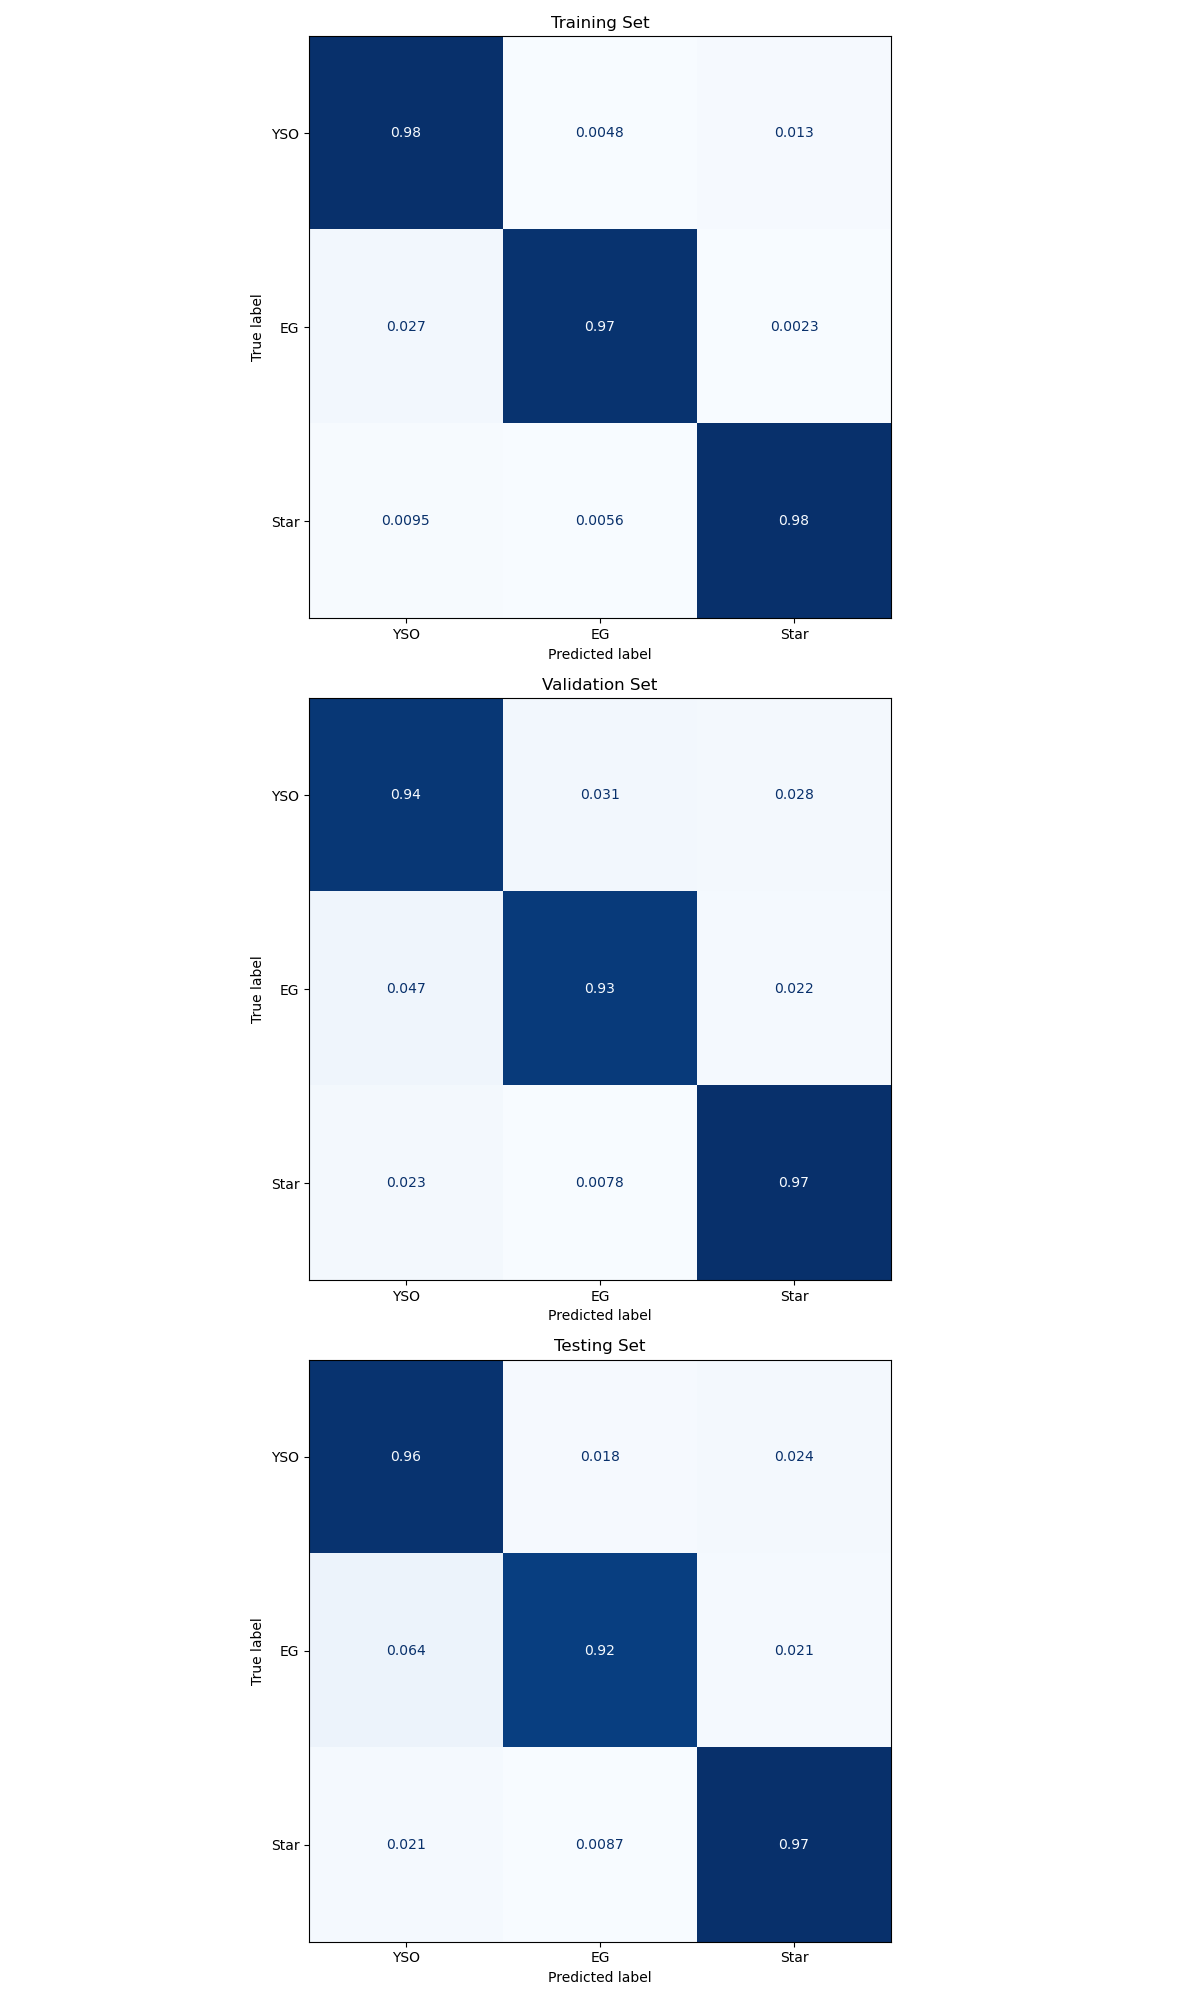 Training Set
YSO 0.98 0.0048 0.013
True label
EG 0.027 0.97 0.0023
Star 0.0095 0.0056 0.98
YSO EG Star
Predicted label
Validation Set
YSO 0.94 0.031 0.028
True label
EG 0.047 0.93 0.022
Star 0.023 0.0078 0.97
YSO EG Star
Predicted label
Testing Set
YSO 0.96 0.018 0.024
True label
EG 0.064 0.92 0.021
Star 0.021 0.0087 0.97
YSO EG Star
Predicted label